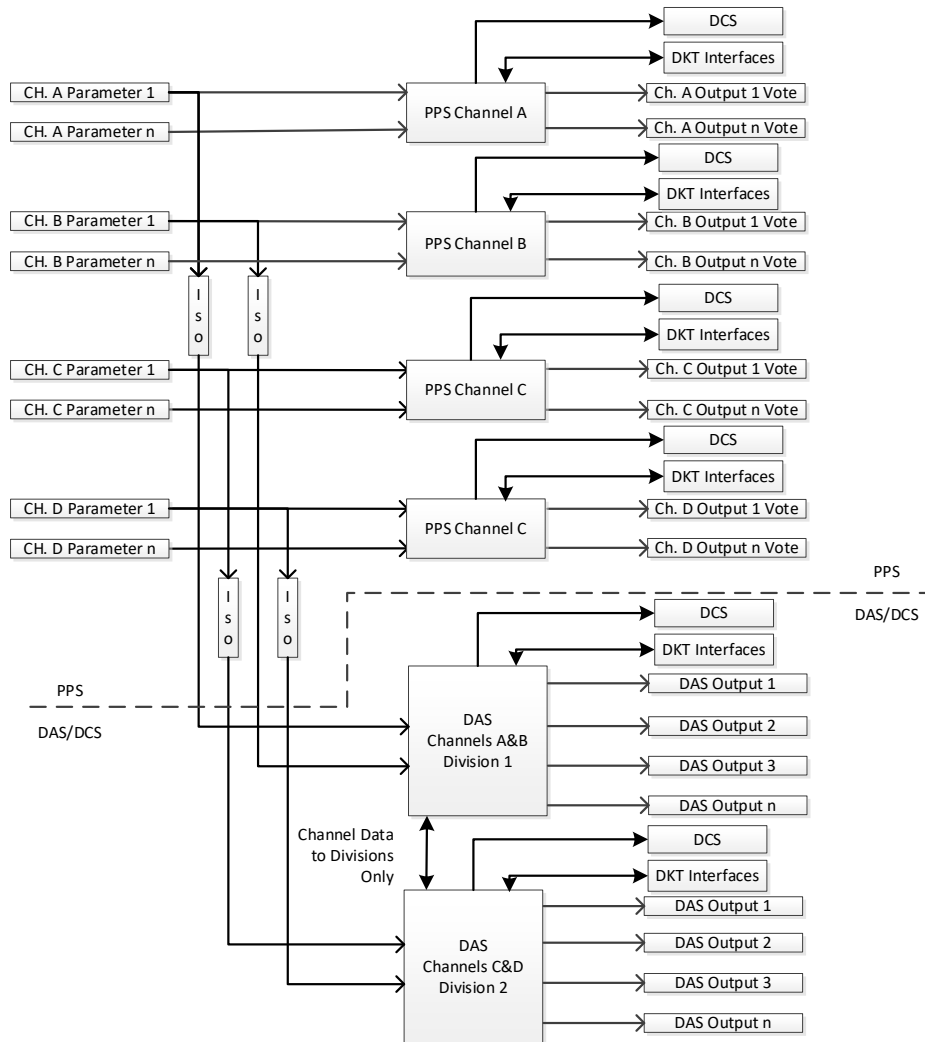 DCS
DKT Interfaces
CH. A Parameter 1
PPS Channel A
Ch. A Output 1 Vote
CH. A Parameter n
Ch. A Output n Vote
DCS
DKT Interfaces
CH. B Parameter 1
PPS Channel B
Ch. B Output 1 Vote
CH. B Parameter n
Ch. B Output n Vote
I
s
o
I
s
o
DCS
DKT Interfaces
CH. C Parameter 1
PPS Channel C
Ch. C Output 1 Vote
CH. C Parameter n
Ch. C Output n Vote
DCS
DKT Interfaces
CH. D Parameter 1
PPS Channel C
Ch. D Output 1 Vote
CH. D Parameter n
Ch. D Output n Vote
I
s
o
I
s
o
PPS
DAS/DCS
PPS
DAS/DCS
DCS
DKT Interfaces
DAS
Channels A&B
Division 1
DAS Output 1
DAS Output 2
DAS Output 3
DAS Output n
Channel Data
to Divisions
Only
DCS
DKT Interfaces
DAS
Channels C&D
Division 2
DAS Output 1
DAS Output 2
DAS Output 3
DAS Output n